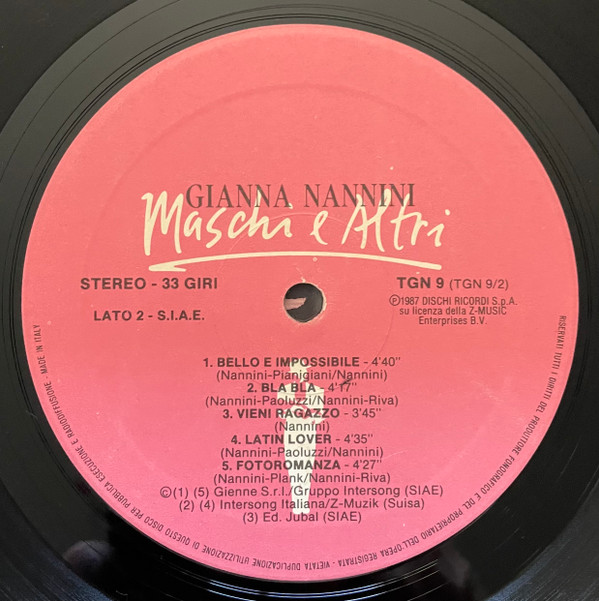 GIANNA NANNINI
Maschi e Altri
STEREO - 33 GIRI
TGN 9 (TGN 9/2)
LATO 2 - S.I.A.E.
Ⓟ1987 DISCHI RICORDI S.p.A.
su licenza della Z-MUSIC
Enterprises B.V.
1. BELLO E IMPOSSIBILE - 4'40"
(Nannini-Pianigiani/Nannini)
2. BLA BLA - 4'17"
(Nannini-Paoluzzi/Nannini-Riva)
3. VIENI RAGAZZO - 3'45"
(Nannini)
4. LATIN LOVER - 4'35"
(Nannini-Paoluzzi/Nannini)
5. FOTOROMANZA - 4'27"
(Nannini-Plank/Nannini-Riva)
©(1) (5) Gienne S.r.l./Gruppo Intersong (SIAE)
(2) (4) Intersong Italiana/Z-Muzik (Suisa)
(3) Ed. Jubal (SIAE)
RISERVATI TUTTI I DIRITTI DEL PRODUTTORE FONOGRAFICO E DEL PROPRIETARIO DELL'OPERA REGISTRATA - VIETATA DUPLICAZIONE ED UTILIZZAZIONE DI QUESTO DISCO PER PUBBLICA ESECUZIONE E RADIODIFFUSIONE - MADE IN ITALY